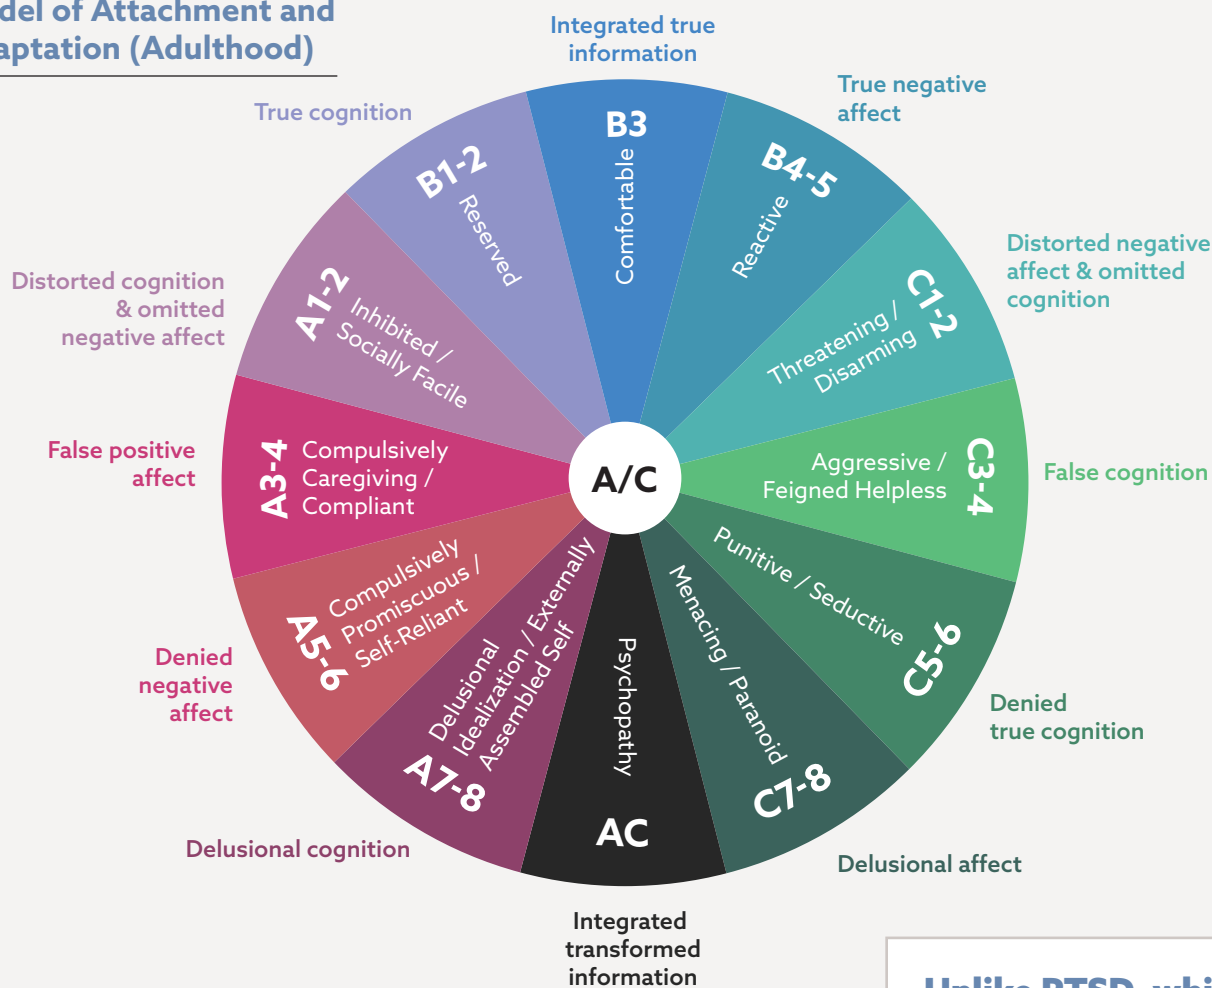 del of Attachment and
aptation (Adulthood)
Integrated true
information
True negative
affect
True cognition
B3
Comfortable
B4-5
Reactive
B1-2
Reserved
Distorted negative
affect & omitted
cognition
C1-2
Threatening /
Disarming
Distorted cognition
& omitted
negative affect
A1-2
Inhibited /
Socially Facile
False positive
affect
A3-4
Compulsively
Caregiving /
Compliant
A/C
Aggressive /
Feigned Helpless
C3-4
False cognition
Denied
negative
affect
A5-6
Compulsively
Promiscuous /
Self-Reliant
Punitive / Seductive
C5-6
Denied
true cognition
Delusional
Idealization / Externally
Assembled Self
A7-8
Delusional cognition
Psychopathy
AC
Menacing / Paranoid
C7-8
Delusional affect
Integrated
transformed
information
Unlike PTSD, whi